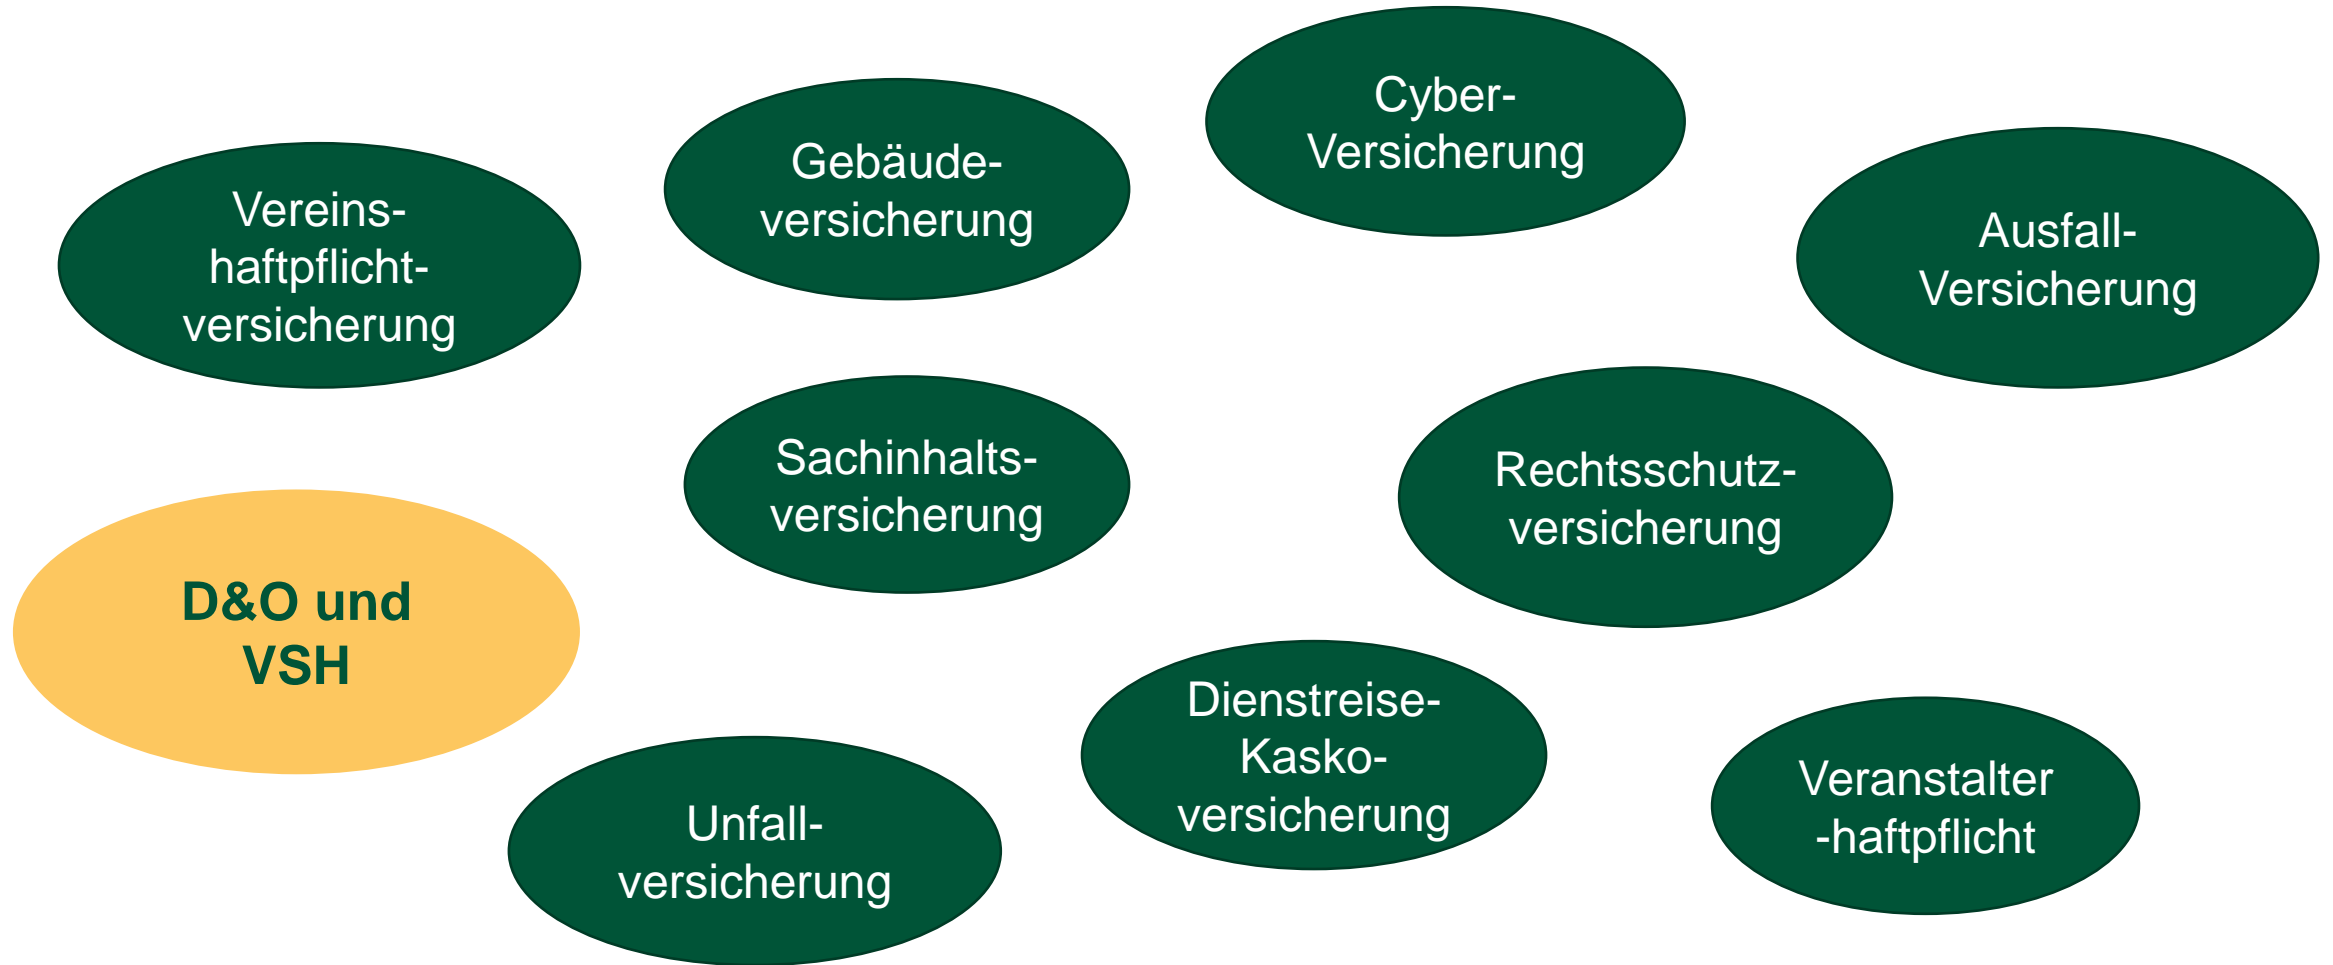 Vereins-
haftpflicht-
versicherung
Gebäude-
versicherung
Cyber-
Versicherung
Ausfall-
Versicherung
Sachinhalts-
versicherung
Rechtsschutz-
versicherung
D&O und
VSH
Unfall-
versicherung
Dienstreise-
Kasko-
versicherung
Veranstalter
-haftpflicht